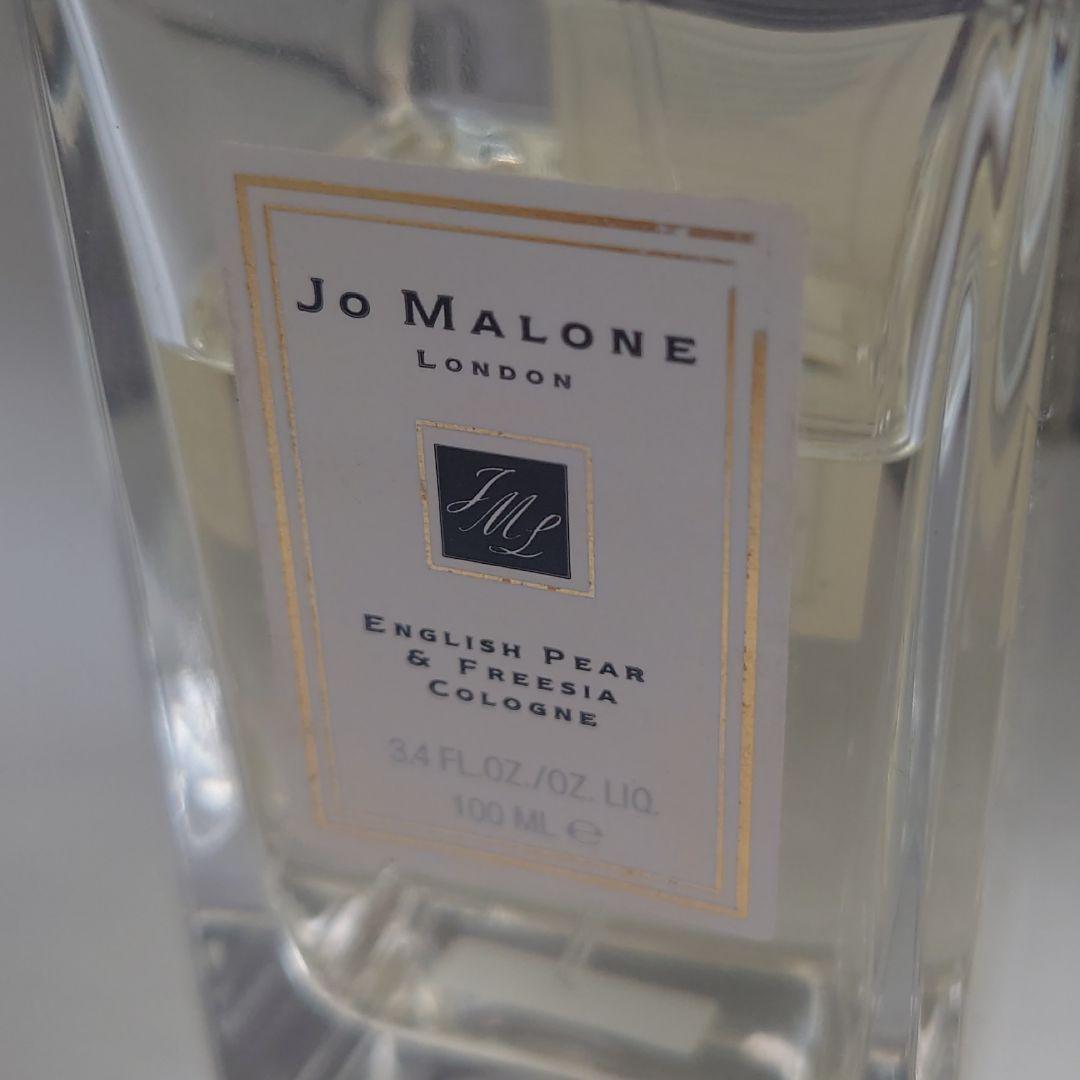 Jo Malone
London
JML
English Pear
& Freesia
Cologne
3.4 FL.OZ./OZ. LIQ.
100 ML ℮